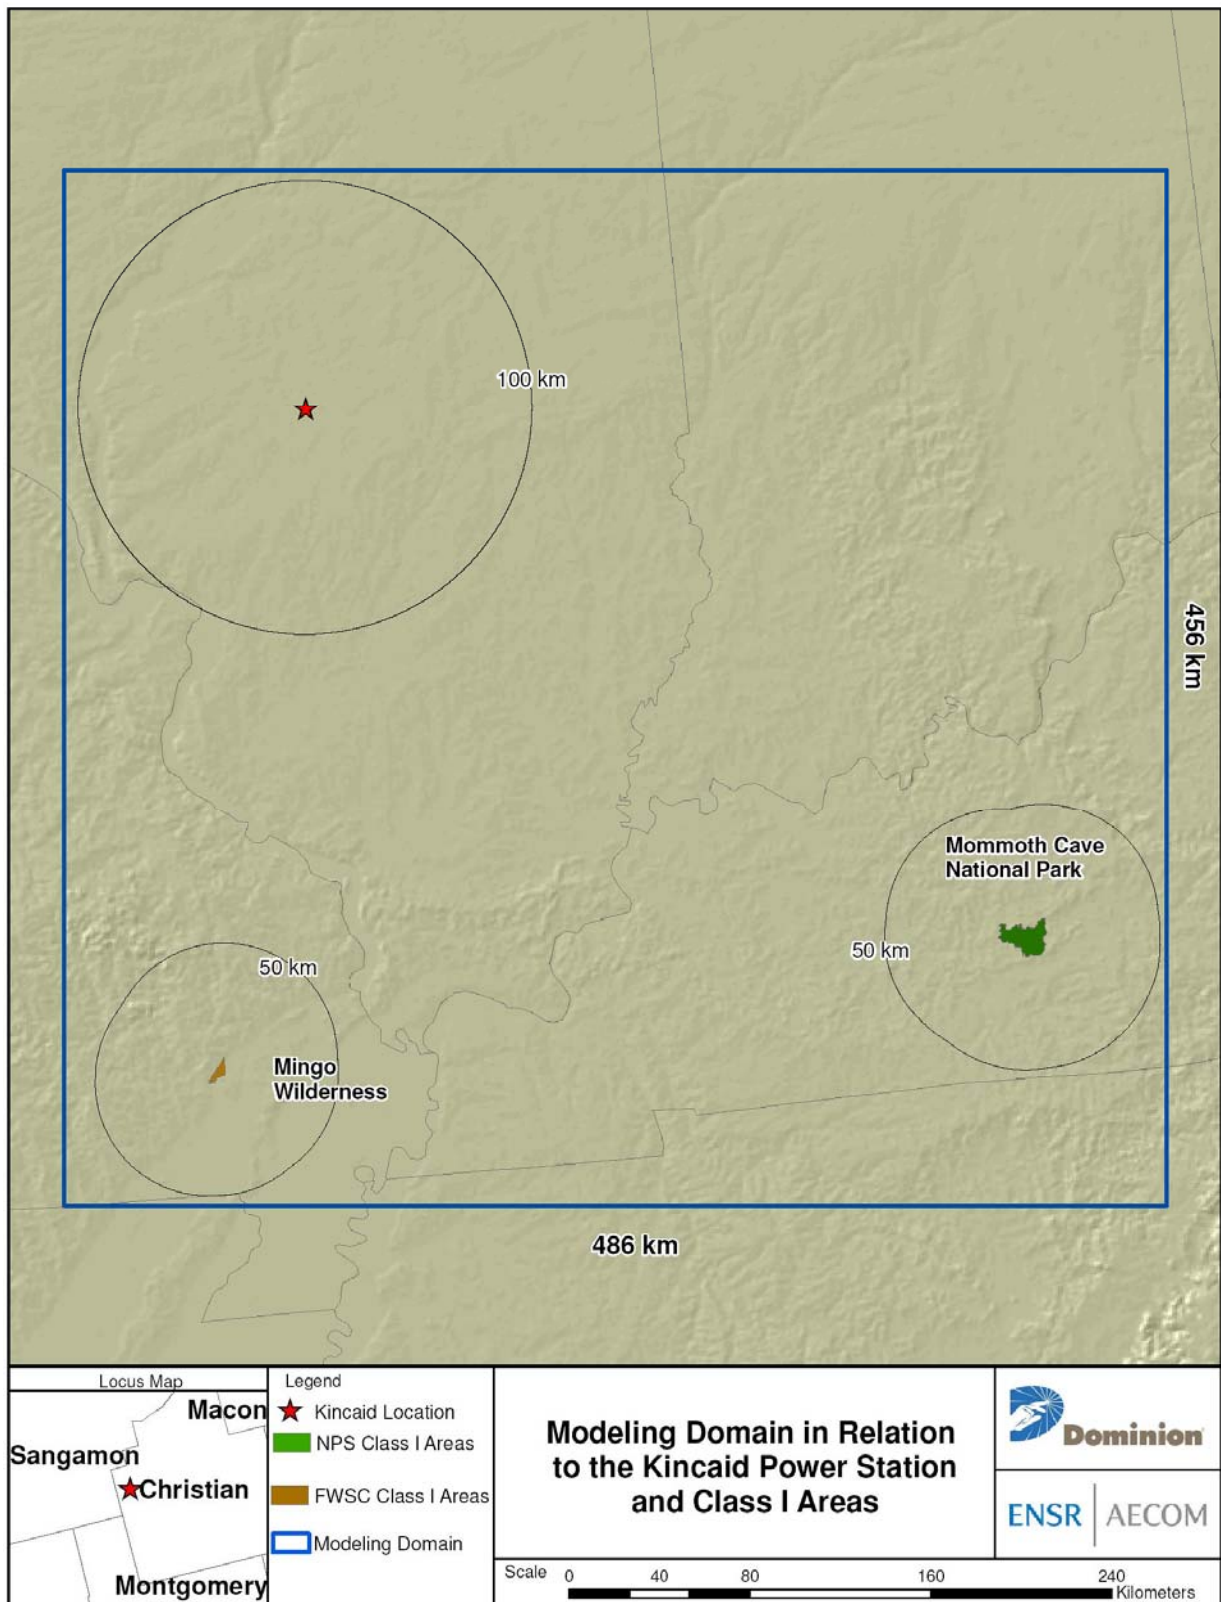 100 km
456 km
Mommoth Cave
National Park
50 km
50 km
Mingo
Wilderness
486 km
Locus Map
Macon
Sangamon
Christian
Montgomery
Legend
Kincaid Location
NPS Class I Areas
FWSC Class I Areas
Modeling Domain
Modeling Domain in Relation
to the Kincaid Power Station
and Class I Areas
Dominion
ENSR | AECOM
Scale 0 40 80 160 240
Kilometers